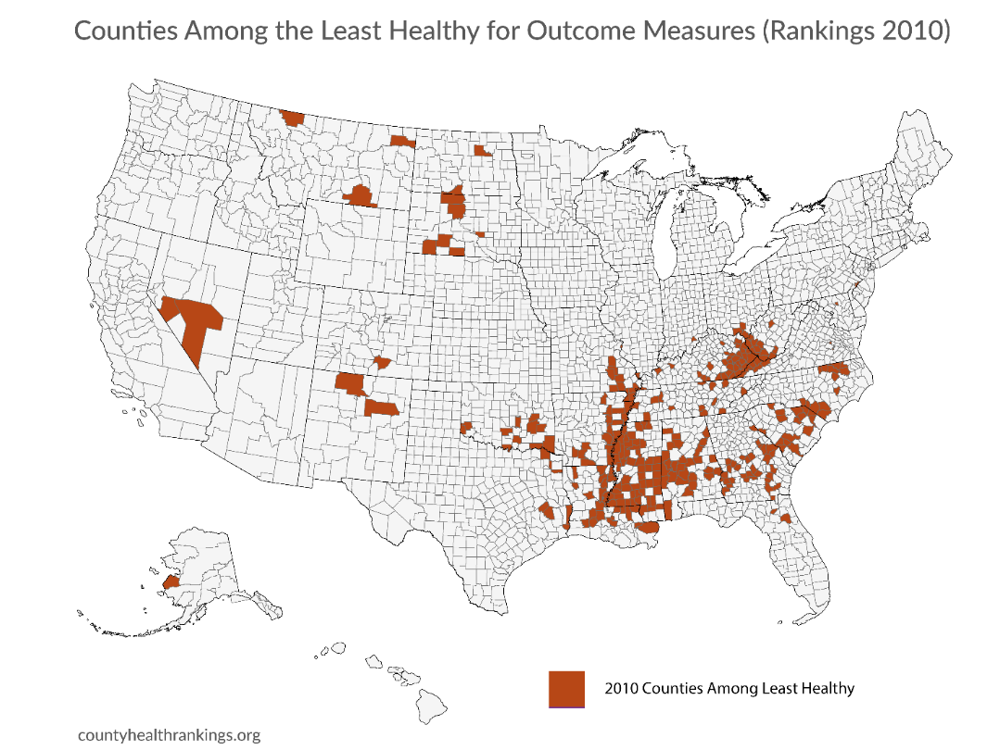 Counties Among the Least Healthy for Outcome Measures (Rankings 2010)
2010 Counties Among Least Healthy
countyhealthrankings.org